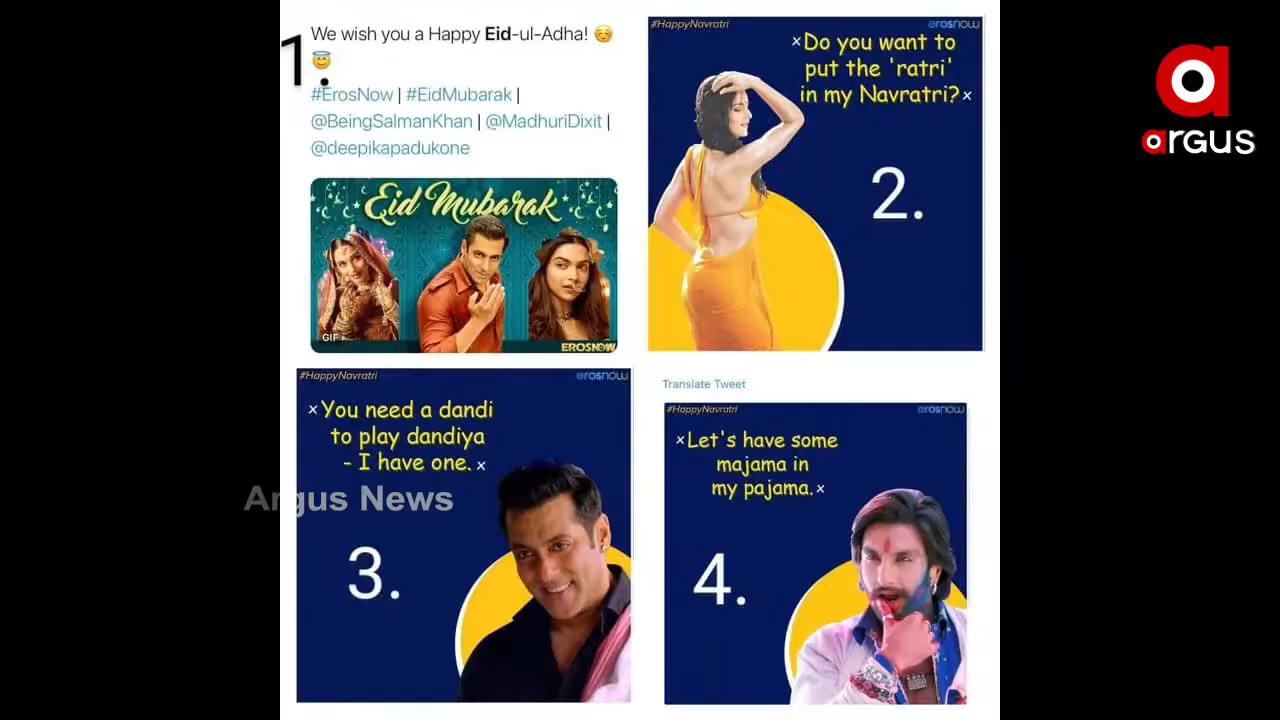 1.
We wish you a Happy Eid-ul-Adha! ☺️
😇
#ErosNow | #EidMubarak |
@BeingSalmanKhan | @MadhuriDixit |
@deepikapadukone
Eid Mubarak
GIF
EROSNOW
#HappyNavratri
erosnow
×Do you want to
put the 'ratri'
in my Navratri?×
2.
argus
#HappyNavratri
erosnow
×You need a dandi
to play dandiya
- I have one.×
Argus News
3.
Translate Tweet
#HappyNavratri
erosnow
×Let's have some
majama in
my pajama.×
4.